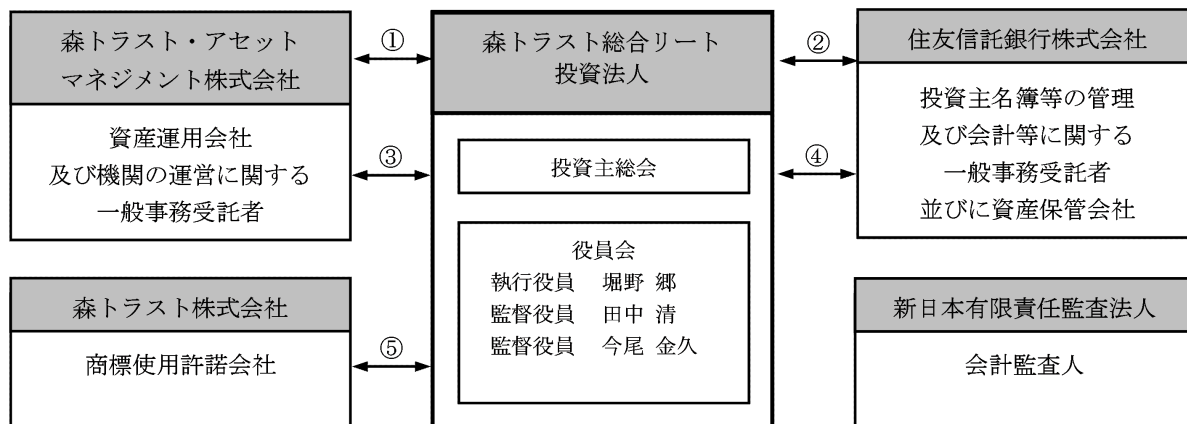 森トラスト・アセット
マネジメント株式会社
資産運用会社
及び機関の運営に関する
一般事務受託者
①
③
森トラスト総合リート
投資法人
投資主総会
役員会
執行役員 堀野 郷
監督役員 田中 清
監督役員 今尾 金久
②
④
住友信託銀行株式会社
投資主名簿等の管理
及び会計等に関する
一般事務受託者
並びに資産保管会社
森トラスト株式会社
商標使用許諾会社
⑤
新日本有限責任監査法人
会計監査人